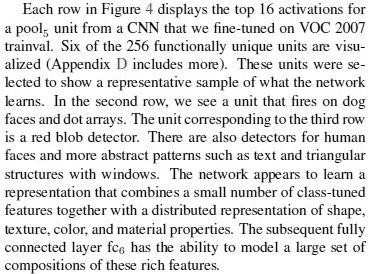 Each row in Figure 4 displays the top 16 activations for
a pool5 unit from a CNN that we fine-tuned on VOC 2007
trainval. Six of the 256 functionally unique units are visu-
alized (Appendix D includes more). These units were se-
lected to show a representative sample of what the network
learns. In the second row, we see a unit that fires on dog
faces and dot arrays. The unit corresponding to the third row
is a red blob detector. There are also detectors for human
faces and more abstract patterns such as text and triangular
structures with windows. The network appears to learn a
representation that combines a small number of class-tuned
features together with a distributed representation of shape,
texture, color, and material properties. The subsequent fully
connected layer fc6 has the ability to model a large set of
compositions of these rich features.